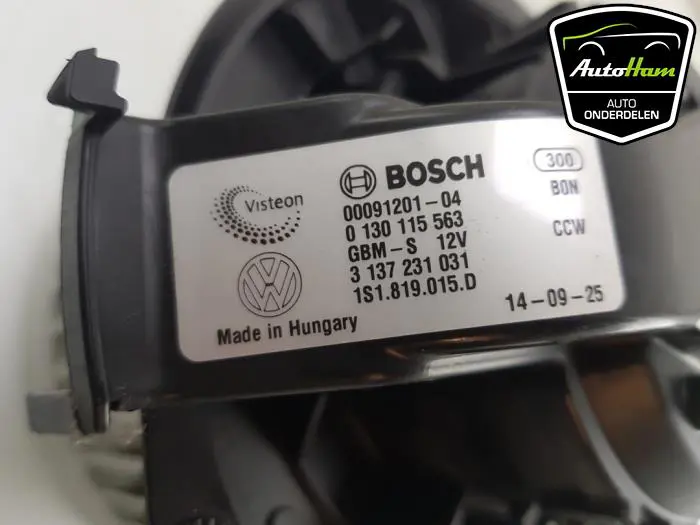 AutoHam
AUTO
ONDERDELEN
Visteon
BOSCH
300
00091201-04
BON
0 130 115 563
GBM-S 12V
CCW
3 137 231 031
1S1.819.015.D
14-09-25
Made in Hungary